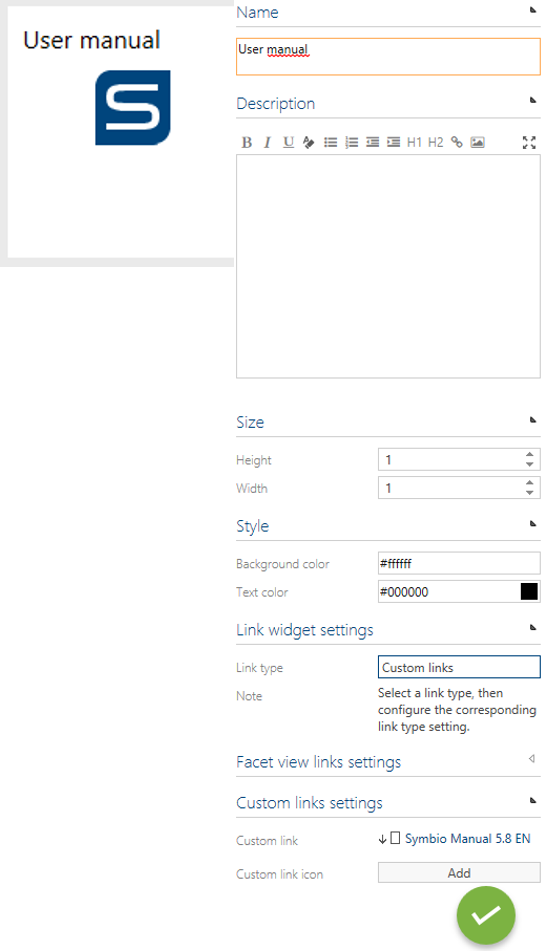 User manual
S
Name
User manual
Description
B I U H1 H2
Size
Height 1
Width 1
Style
Background color #ffffff
Text color #000000
Link widget settings
Link type Custom links
Note Select a link type, then
configure the corresponding
link type setting.
Facet view links settings
Custom links settings
Custom link Symbio Manual 5.8 EN
Custom link icon Add